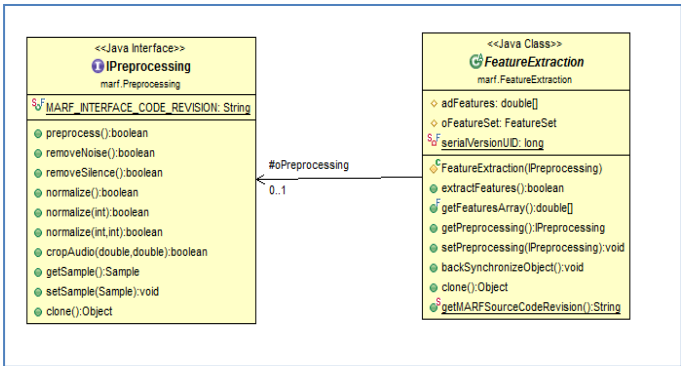 <<Java Interface>>
IPreprocessing
marf.Preprocessing
MARF_INTERFACE_CODE_REVISION: String
preprocess():boolean
removeNoise():boolean
removeSilence():boolean
normalize():boolean
normalize(int):boolean
normalize(int,int):boolean
cropAudio(double,double):boolean
getSample():Sample
setSample(Sample):void
clone():Object
#oPreprocessing
0..1
<<Java Class>>
FeatureExtraction
marf.FeatureExtraction
adFeatures: double[]
oFeatureSet: FeatureSet
serialVersionUID: long
FeatureExtraction(IPreprocessing)
extractFeatures():boolean
getFeaturesArray():double[]
getPreprocessing():IPreprocessing
setPreprocessing(IPreprocessing):void
backSynchronizeObject():void
clone():Object
getMARFSourceCodeRevision():String